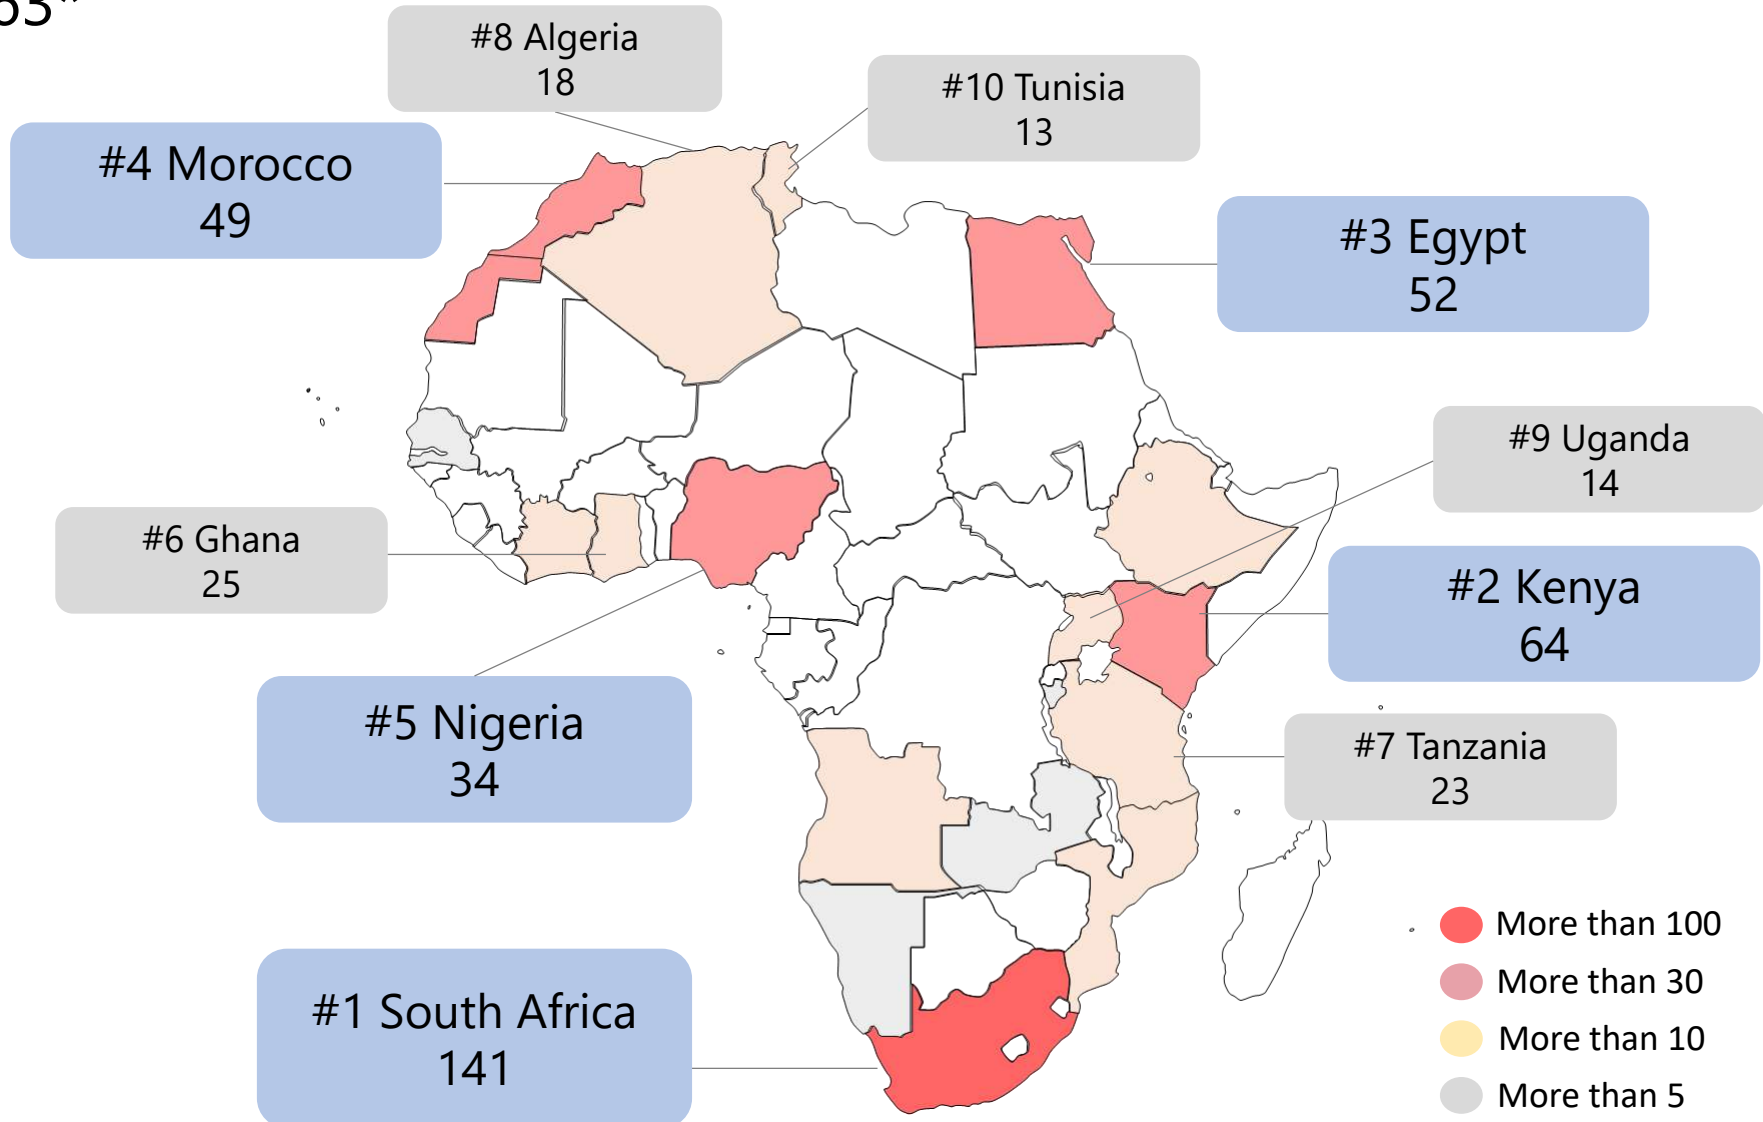 #8 Algeria
18
#10 Tunisia
13
#4 Morocco
49
#3 Egypt
52
#9 Uganda
14
#6 Ghana
25
#2 Kenya
64
#5 Nigeria
34
#7 Tanzania
23
#1 South Africa
141
More than 100
More than 30
More than 10
More than 5